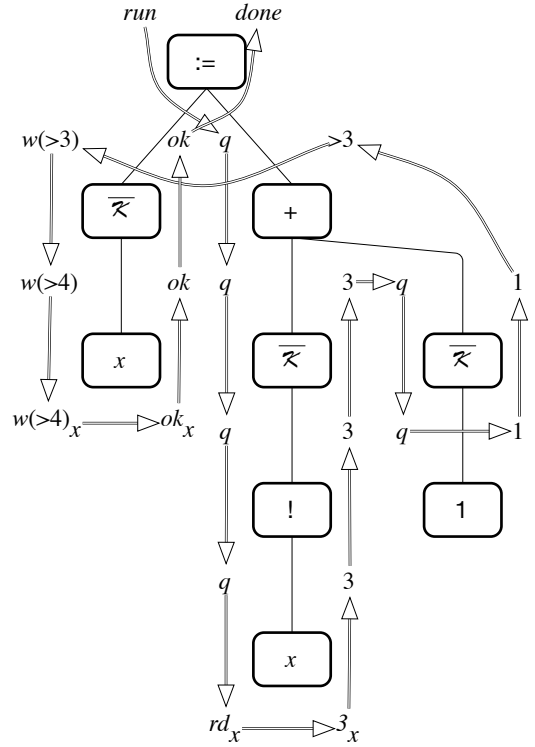 run done
:=
w(>3) ok q >3
𝒦̅ +
w(>4) ok q 3 q 1
x 𝒦̅ 𝒦̅
w(>4)ₓ okₓ q 3 q 1
! 1
q 3
x
rdₓ 3ₓ